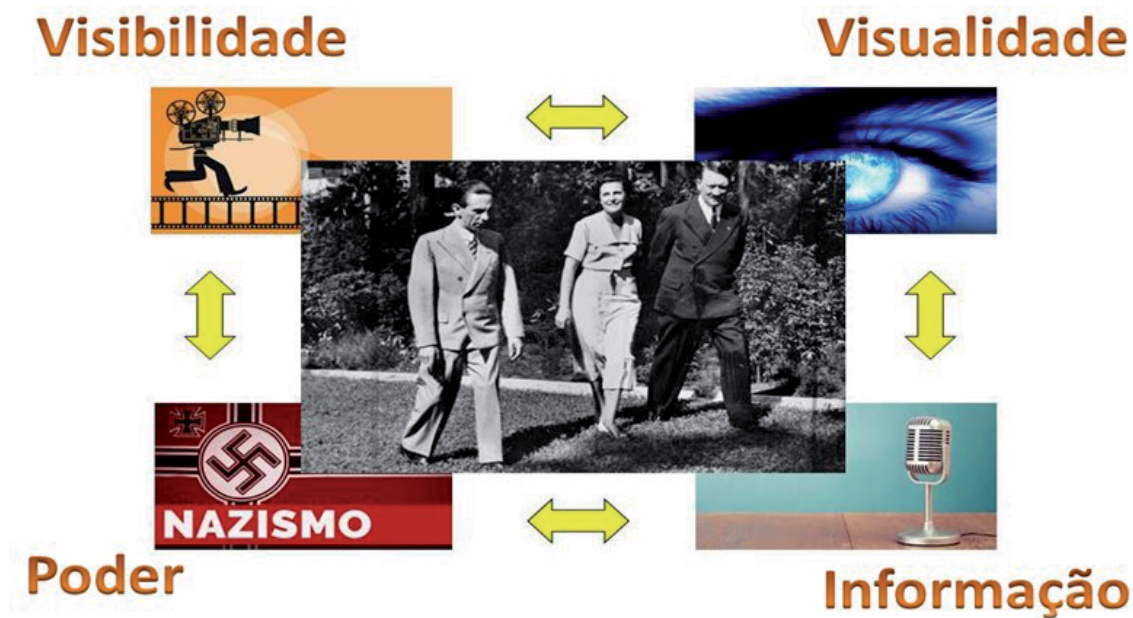 Visibilidade
Visualidade
NAZISMO
Poder
Informação